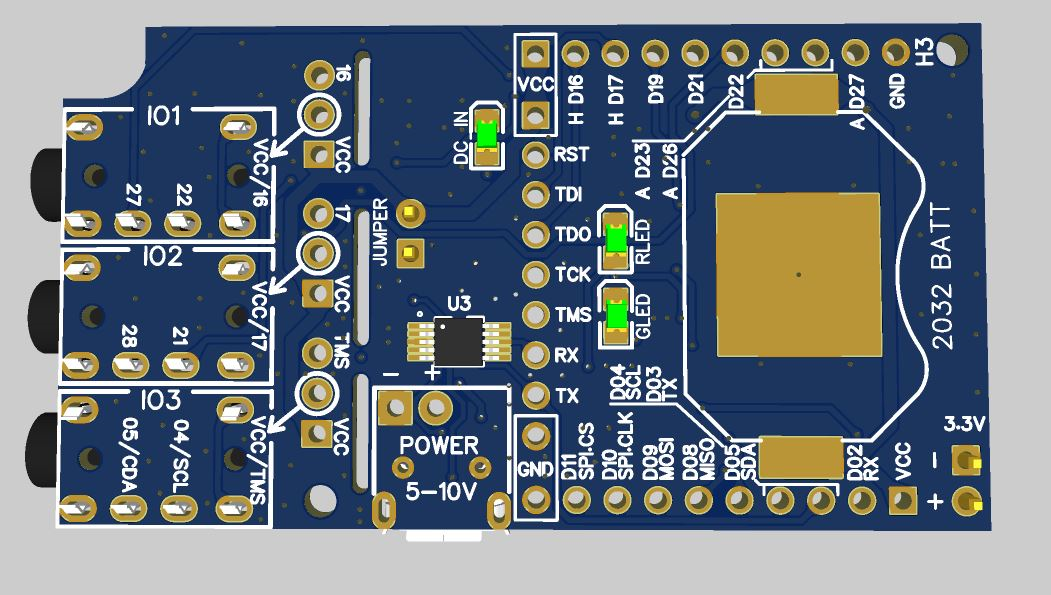 IO1
VCC/16
27
22
16
VCC
IO2
VCC/17
28
21
17
VCC
IO3
VCC/TMS
05/CDA
04/SCL
TMS
VCC
JUMPER
DC IN
U3
- +
POWER
5-10V
VCC
RST
TDI
TDO
TCK
TMS
RX
TX
GND
H D16
H D17
D19
D21
D22
A D27
GND
H3
A D23
A D26
RLED
GLED
D04
SCL
D03
TX
D11
SPI.CS
D10
SPI.CLK
D09
MOSI
D08
MISO
D05
SDA
D02
RX
VCC
2032 BATT
3.3V
-
+